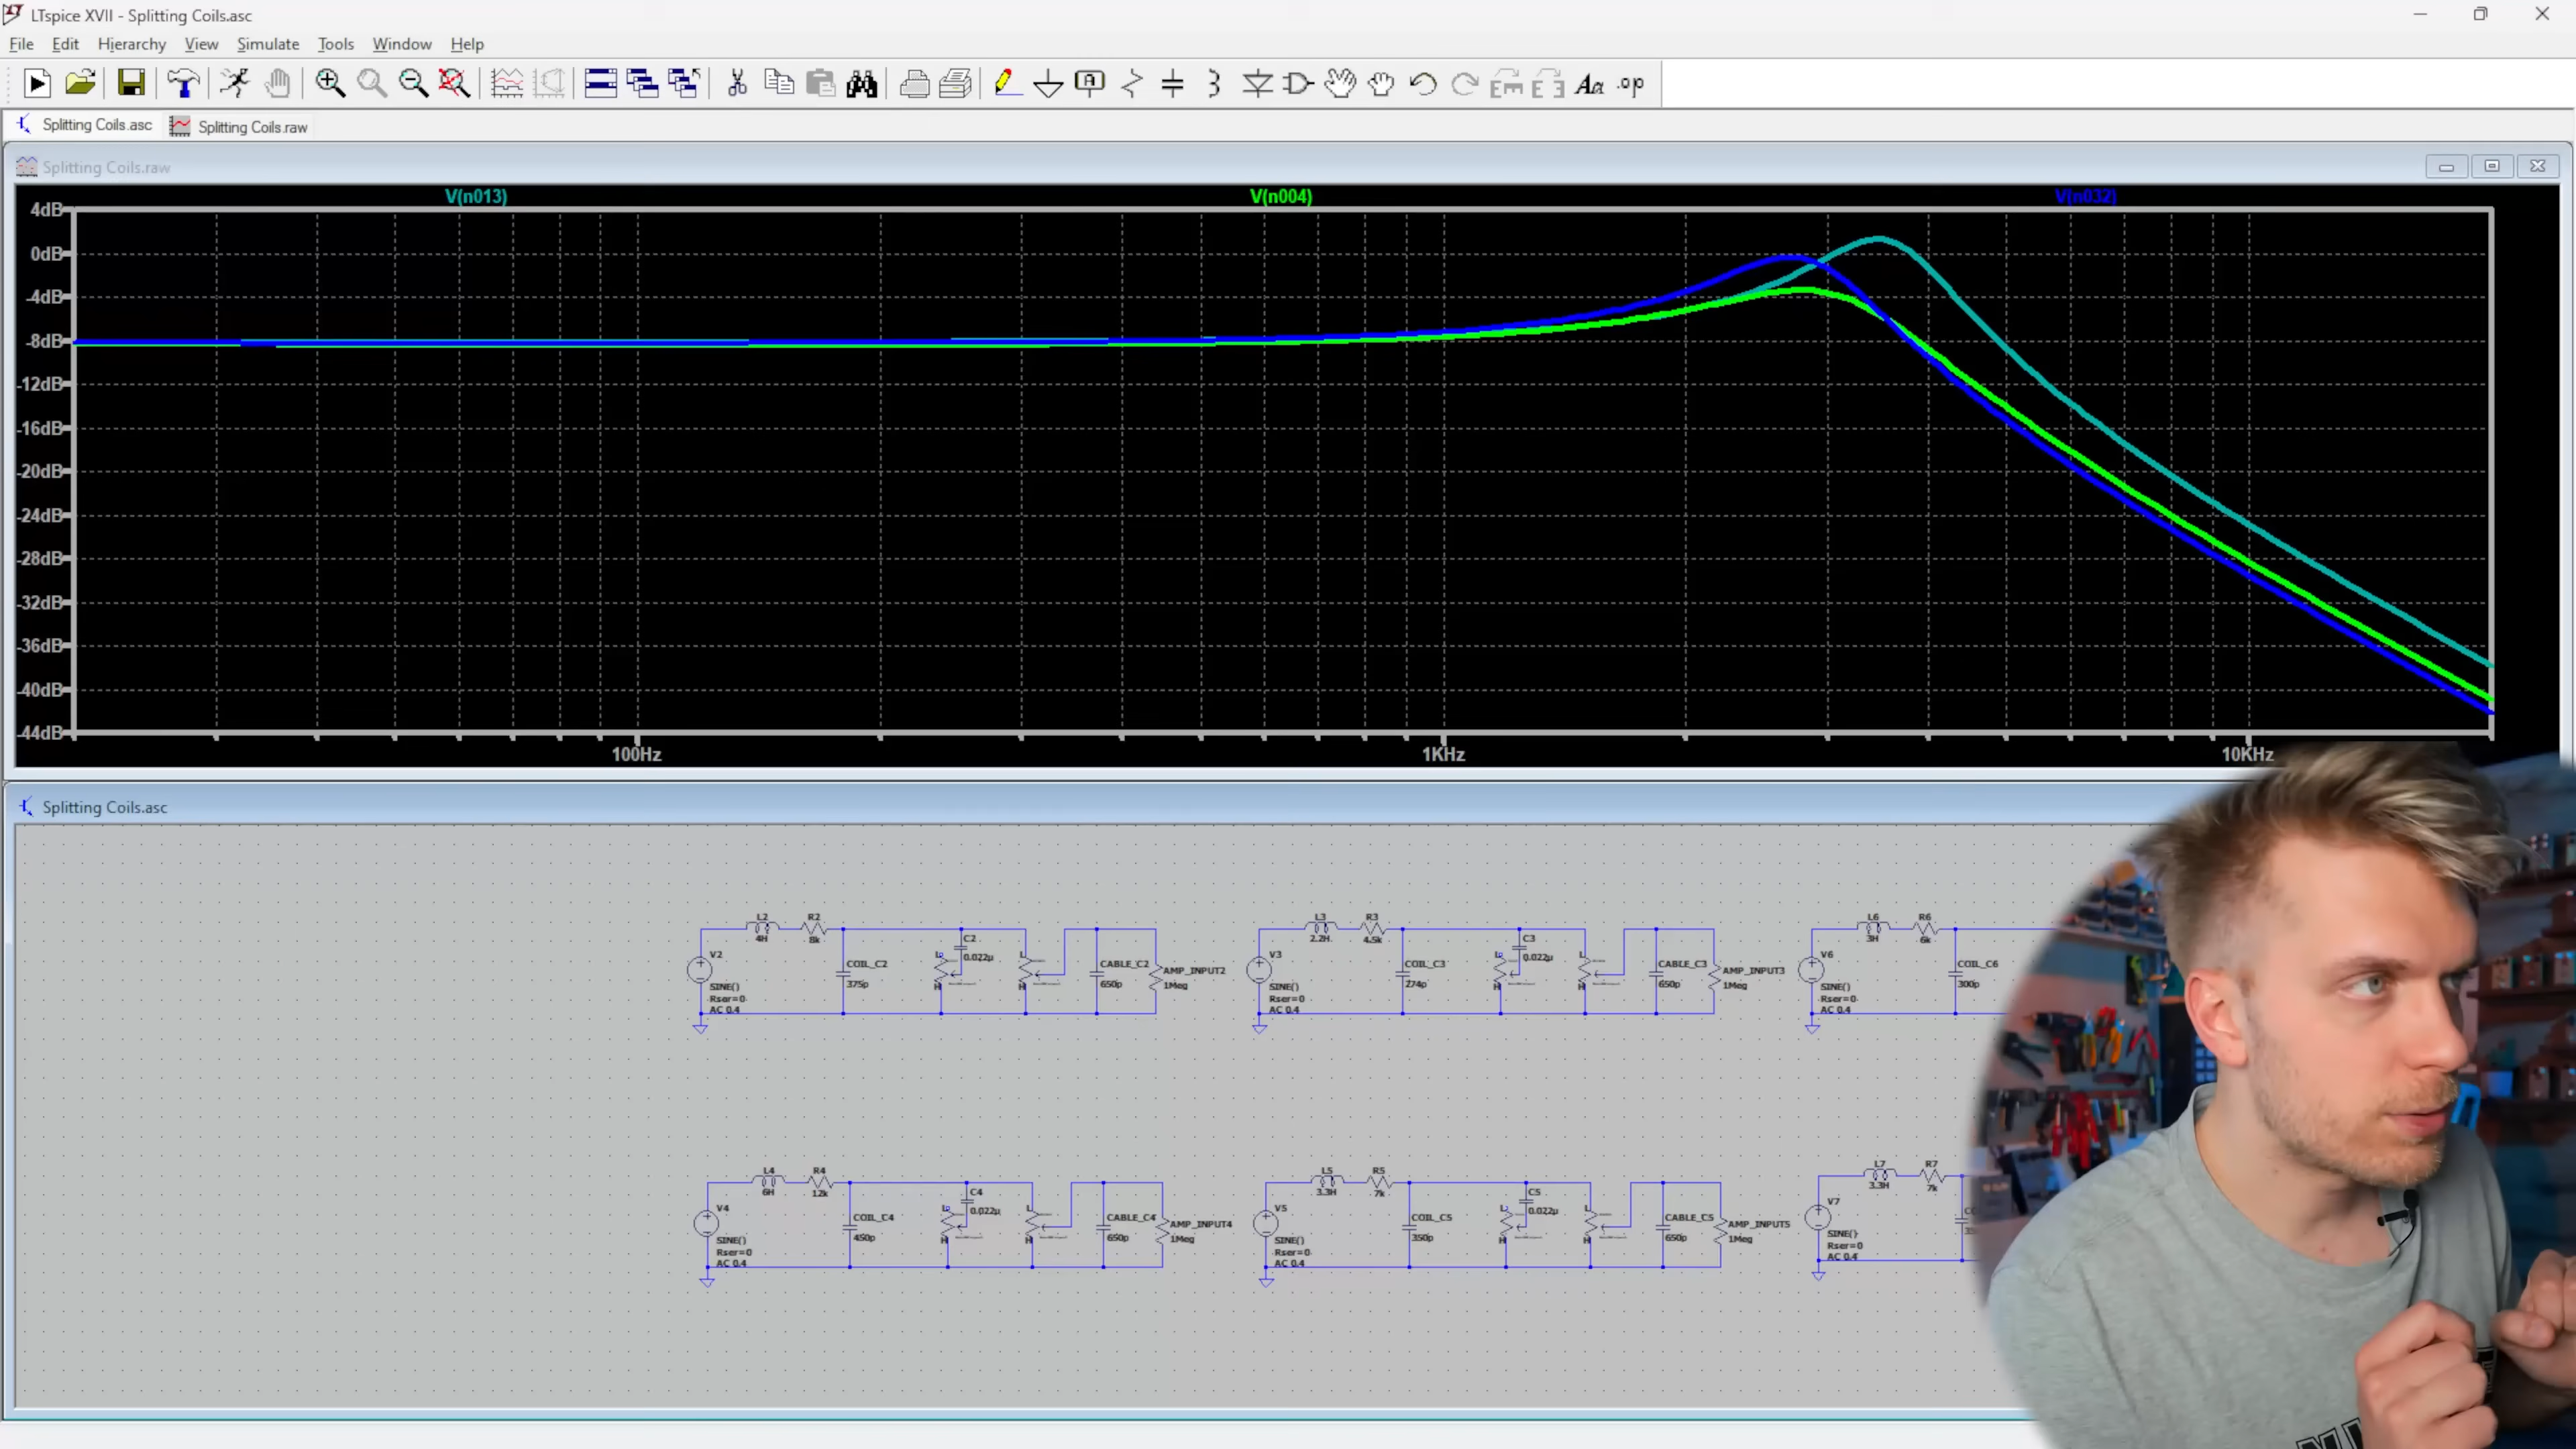 LTspice XVII - Splitting Coils.asc
File Edit Hierarchy View Simulate Tools Window Help
Splitting Coils.asc Splitting Coils.raw
Splitting Coils.raw
V(n013) V(n004) V(n032)
4dB
0dB
-4dB
-8dB
-12dB
-16dB
-20dB
-24dB
-28dB
-32dB
-36dB
-40dB
-44dB
100Hz 1KHz 10KHz
Splitting Coils.asc
L2 R2
4H 8k
V2
SINE()
Rser=0
AC 0.4
COIL_C2
375p
C2
0.022µ
CABLE_C2
650p
AMP_INPUT2
1Meg
L3 R3
2.2H 4.5k
V3
SINE()
Rser=0
AC 0.4
COIL_C3
274p
C3
0.022µ
CABLE_C3
650p
AMP_INPUT3
1Meg
L6 R6
3H 6k
V6
SINE()
Rser=0
AC 0.4
COIL_C6
300p
L4 R4
6H 12k
V4
SINE()
Rser=0
AC 0.4
COIL_C4
450p
C4
0.022µ
CABLE_C4
650p
AMP_INPUT4
1Meg
L5 R5
3.3H 7k
V5
SINE()
Rser=0
AC 0.4
COIL_C5
350p
C5
0.022µ
CABLE_C5
650p
AMP_INPUT5
1Meg
L7 R7
3.3H 7k
V7
SINE()
Rser=0
AC 0.4